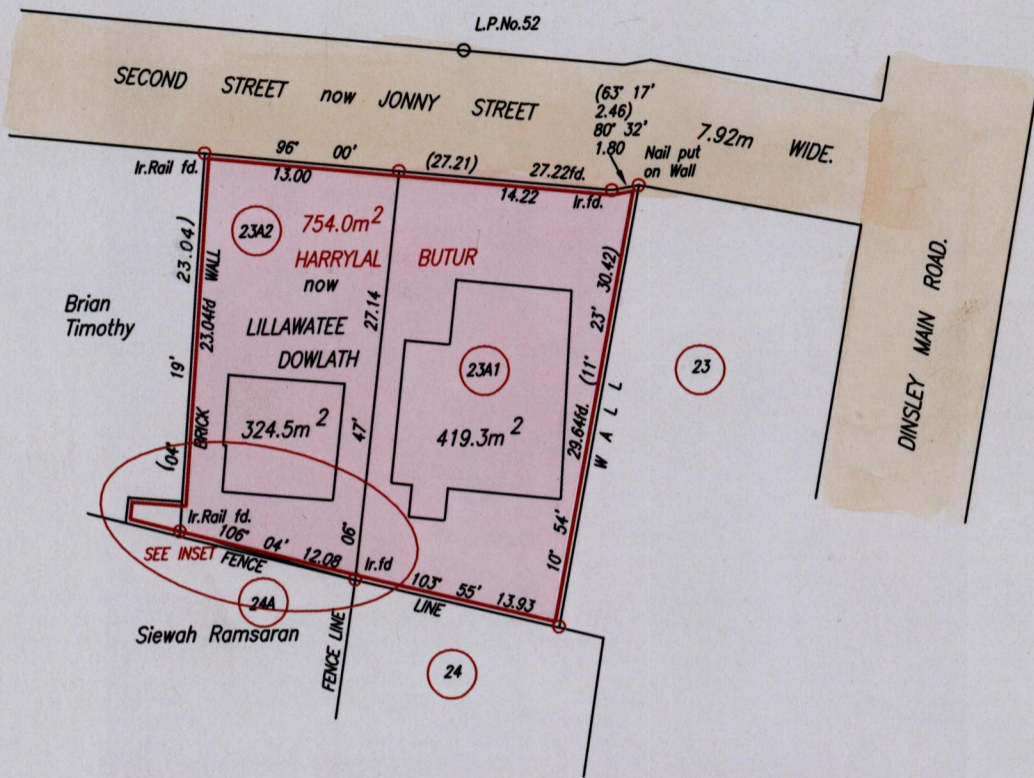 L.P.No.52
SECOND STREET now JONNY STREET
7.92m WIDE.
(63° 17'
2.46)
80° 32'
1.80
Nail put
on Wall
Ir.Rail fd.
96° 00'
(27.21)
27.22fd.
13.00
14.22
Ir.fd.
23A2
754.0m²
HARRYLAL BUTUR
now
LILLAWATEE
DOWLATH
Brian
Timothy
(04° 19' 23.04)
23.04fd
BRICK WALL
06° 47' 27.14
324.5m²
23A1
419.3m²
10° 54' 29.64fd. (11° 23' 30.42)
WALL
23
DINSLEY MAIN ROAD.
Ir.Rail fd.
106° 04' 12.08
SEE INSET
FENCE
Ir.fd
103° 55' 13.93
LINE
24A
Siewah Ramsaran
FENCE LINE
24